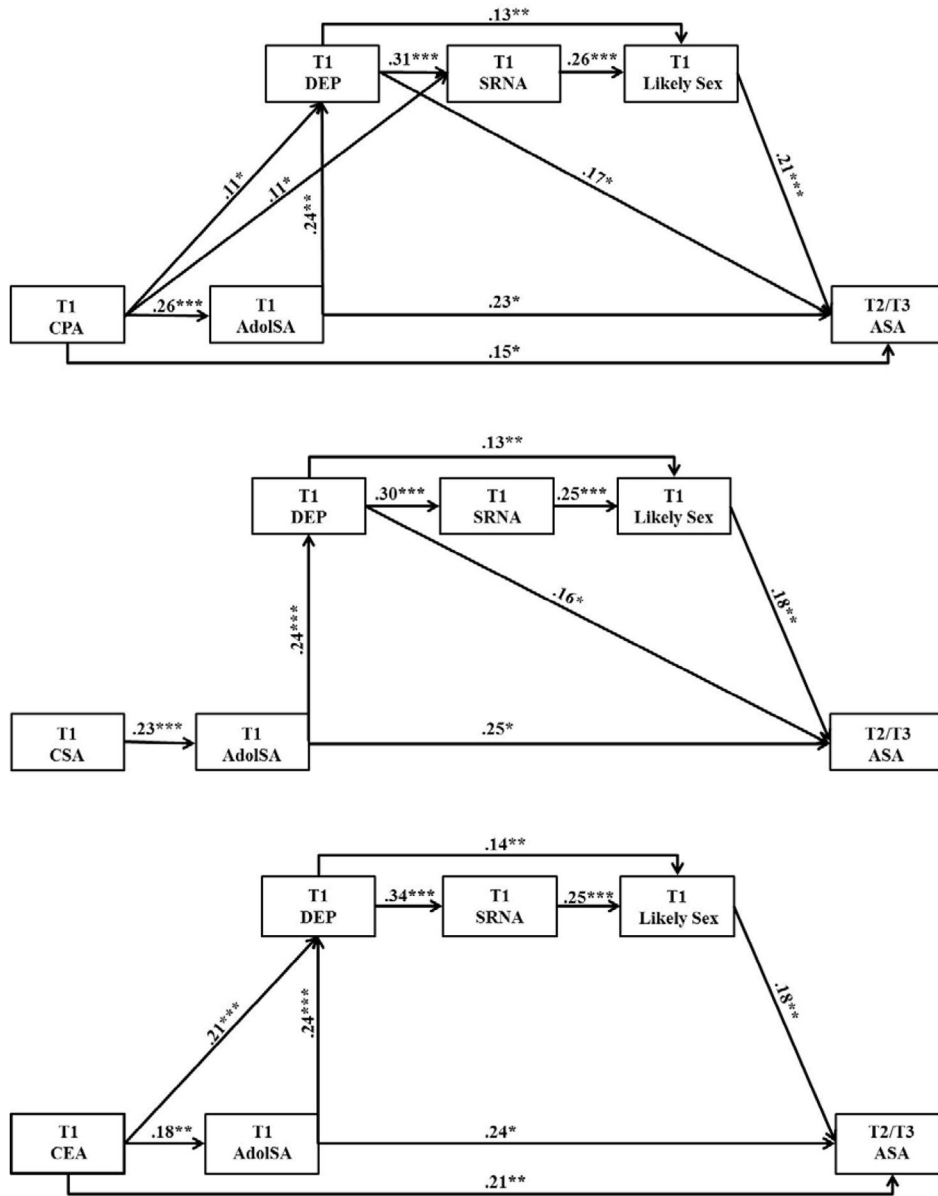 .13**
T1
DEP
.31***
T1
SRNA
.26***
T1
Likely Sex
.11*
.11*
.24**
.17*
.21***
T1
CPA
.26***
T1
AdolSA
.23*
T2/T3
ASA
.15*
.13**
T1
DEP
.30***
T1
SRNA
.25***
T1
Likely Sex
.24***
.16*
.18**
T1
CSA
.23***
T1
AdolSA
.25*
T2/T3
ASA
.14**
T1
DEP
.34***
T1
SRNA
.25***
T1
Likely Sex
.21***
.24***
.18**
T1
CEA
.18**
T1
AdolSA
.24*
T2/T3
ASA
.21**